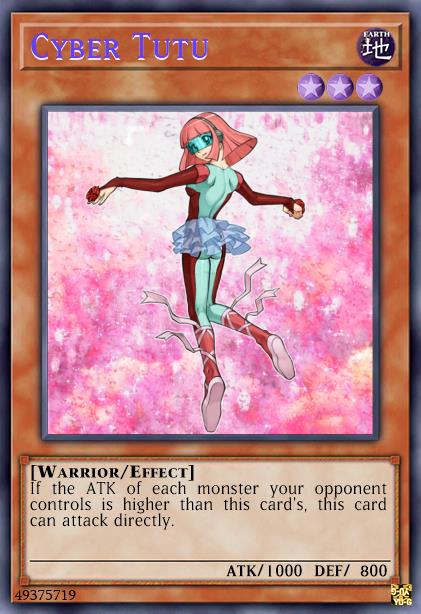 Cyber Tutu
EARTH
地
[Warrior/Effect]
If the ATK of each monster your opponent
controls is higher than this card's, this card
can attack directly.
ATK/1000 DEF/ 800
49375719